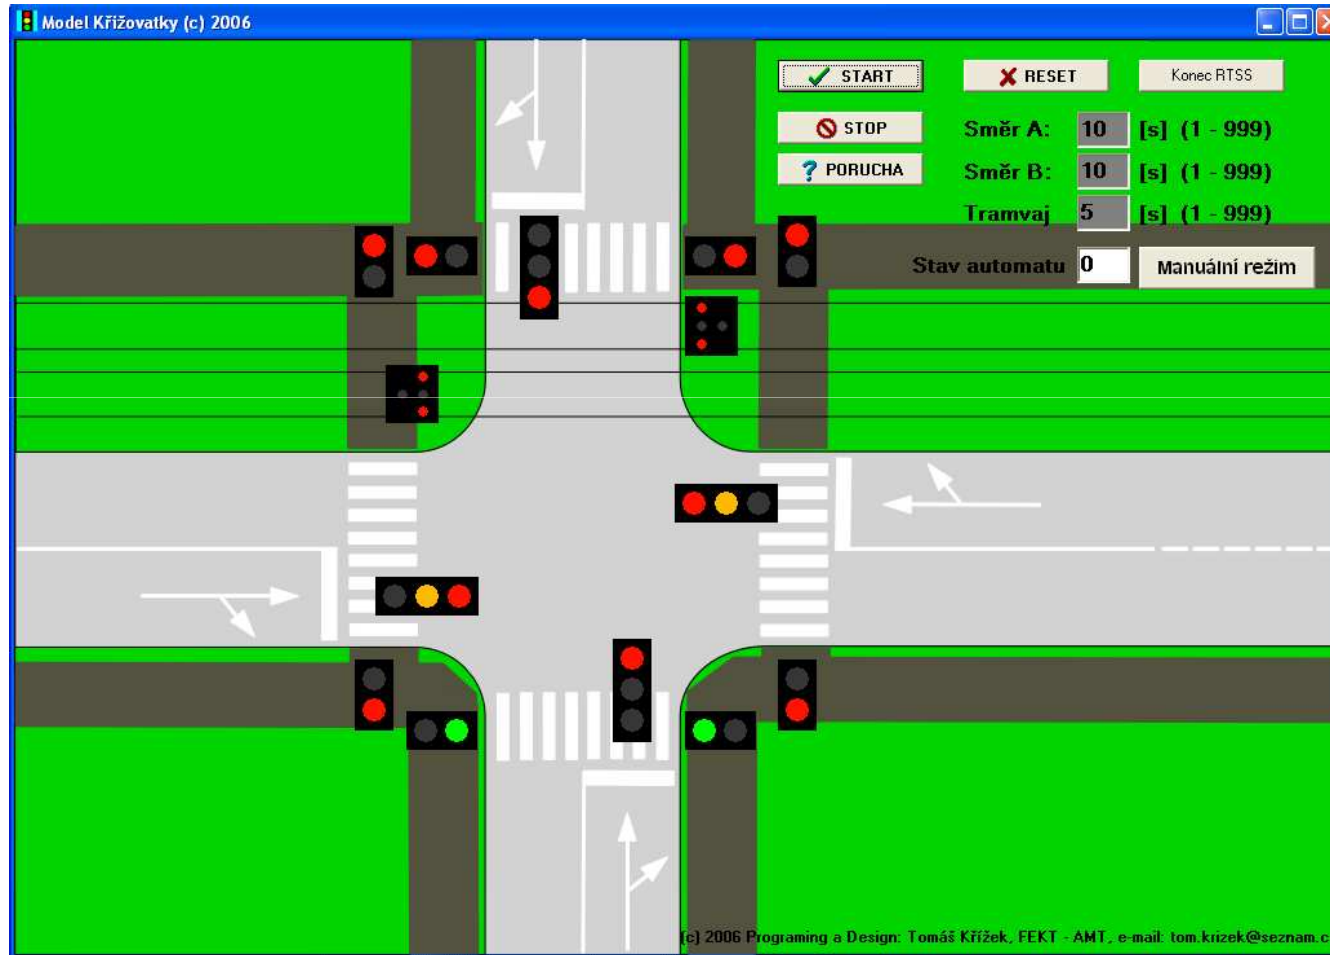 Model Křižovatky (c) 2006
START
RESET
Konec RTSS
STOP
Směr A: 10 [s] (1 - 999)
PORUCHA
Směr B: 10 [s] (1 - 999)
Tramvaj 5 [s] (1 - 999)
Stav automatu 0 Manuální režim
(c) 2006 Programing a Design: Tomáš Křížek, FEKT - AMT, e-mail: tom.krizek@seznam.c